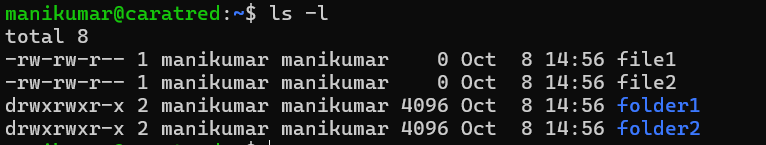 manikumar@caratred:~$ ls -l
total 8
-rw-rw-r-- 1 manikumar manikumar    0 Oct  8 14:56 file1
-rw-rw-r-- 1 manikumar manikumar    0 Oct  8 14:56 file2
drwxrwxr-x 2 manikumar manikumar 4096 Oct  8 14:56 folder1
drwxrwxr-x 2 manikumar manikumar 4096 Oct  8 14:56 folder2